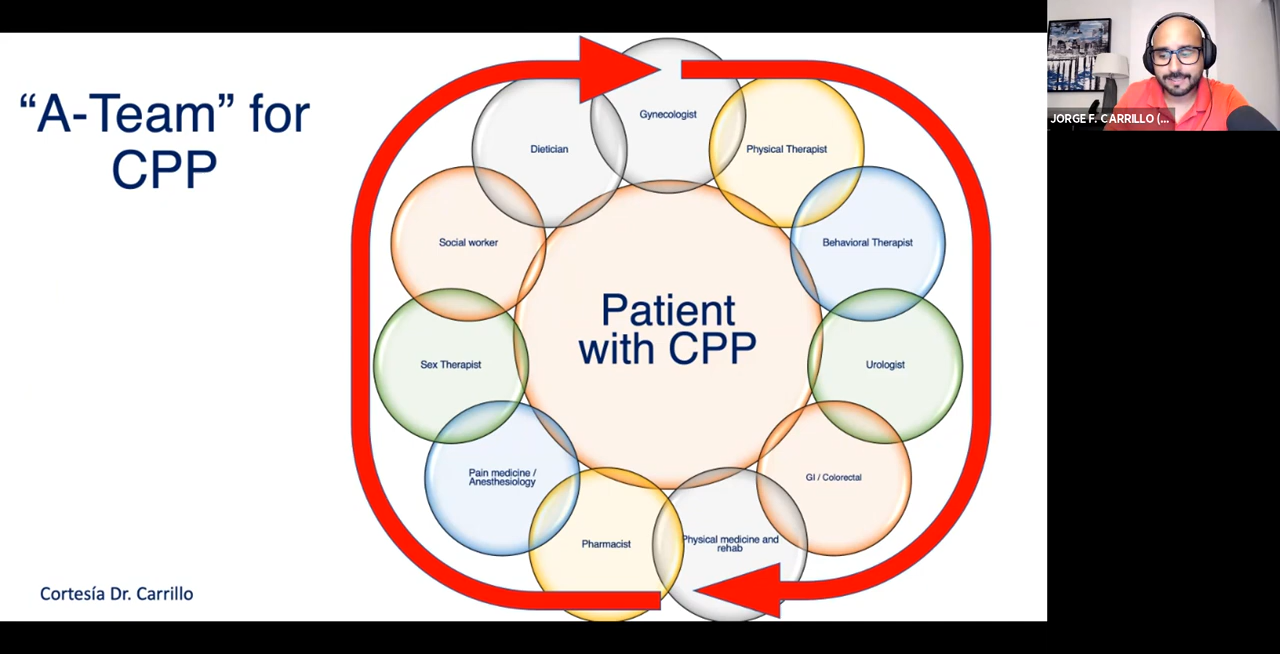 “A-Team” for
CPP
Gynecologist
Physical Therapist
Behavioral Therapist
Urologist
GI / Colorectal
Physical medicine and
rehab
Pharmacist
Pain medicine /
Anesthesiology
Sex Therapist
Social worker
Dietician
Patient
with CPP
Cortesía Dr. Carrillo
JORGE F. CARRILLO (...